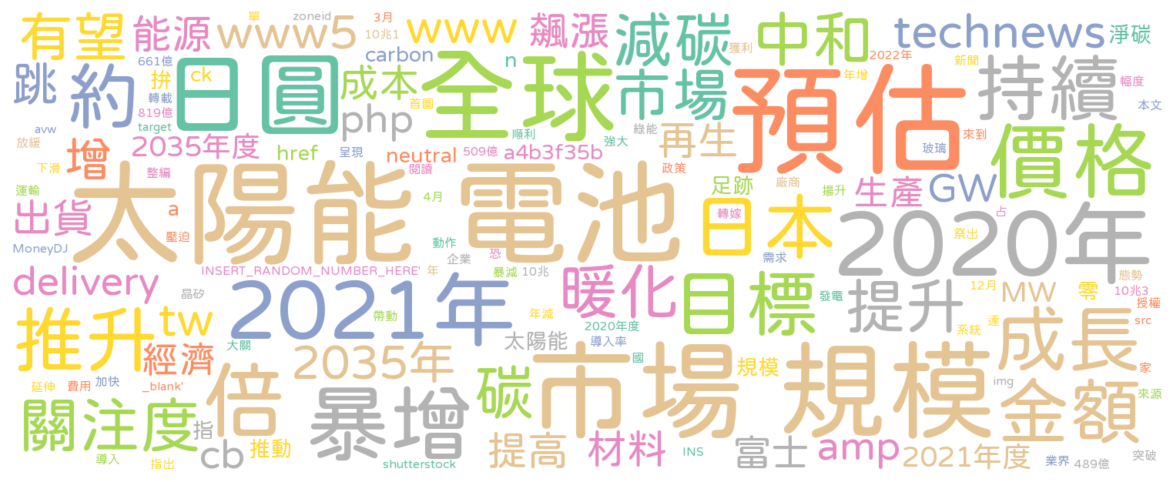 有望 能源 www5 www 單 zoneid 3月 10兆1 飆漲 減碳 獲利 中和 technews 淨碳
661億 carbon n 2022年 新聞
跳 約 拚 ck 日圓 成本 全球 市場 年增 預估 持續 幅度
轉載 819億 首圖 php 本文
avw target 順利 強大 綠能 再生 來到 價格
放緩 增 2035年度 href 呈現 neutral 509億 a4b3f35b 政策 玻璃
下滑 整編 閱讀
運輸 太陽能 電池 4月 足跡 廠商 揚升 生產 GW
出貨 a 日本 轉嫁 占 2020年
MoneyDJ 壓迫 動作 恐 祭出
企業 需求
delivery INSERT_RANDOM_NUMBER_HERE' 年 暴減 10兆 暖化 目標 態勢
晶矽 2021年 發電 提升 12月 MW 零 10兆3
推升 tw 帶動 年減 2020年度 系統 達 授權
大關 太陽能 導入率 src
經濟 2035年 市場 規模 國 規模 成長 家
延伸 費用 加快 _blank' 倍 碳 img 來源
關注度 指 暴增 金額
導入 指出 cb 推動 提高 材料 INS 富士 amp 2021年度 業界 489億 突破
shutterstock